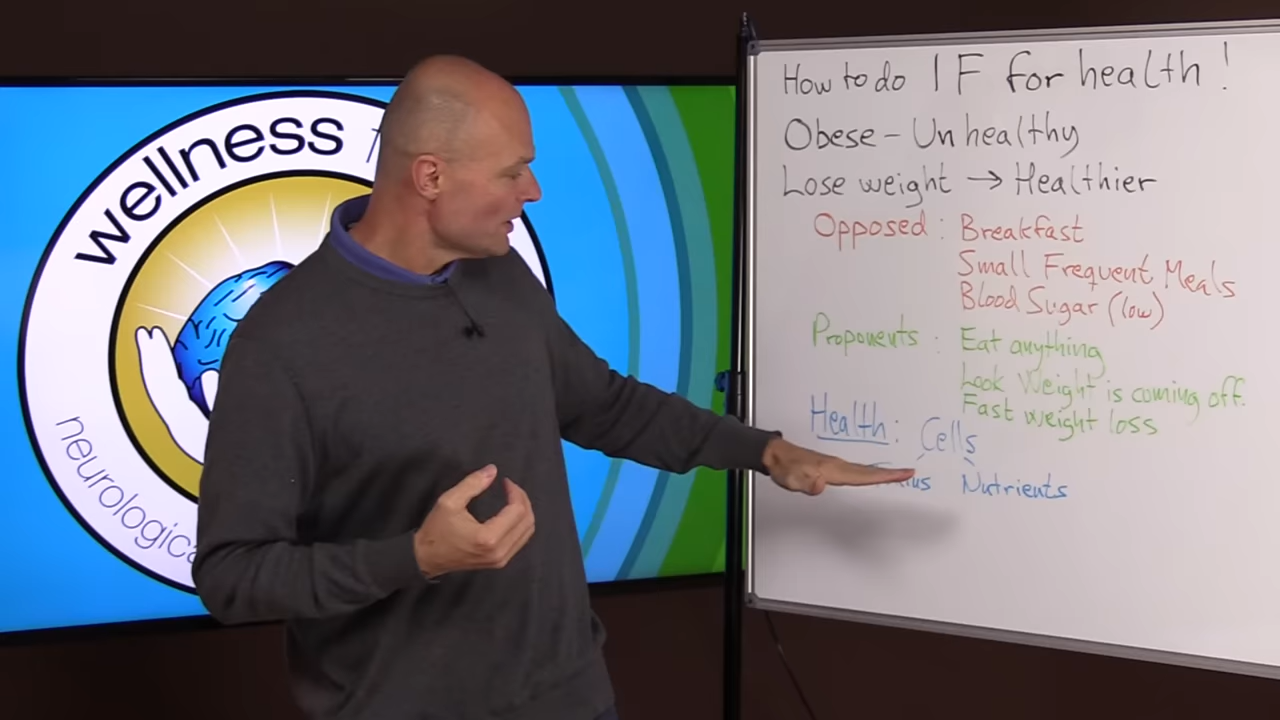 How to do IF for health!
Obese - Unhealthy
Lose weight → Healthier
Opposed: Breakfast
Small Frequent Meals
Blood Sugar (low)
Proponents: Eat anything
Look Weight is coming off.
Fast weight loss
Health: Cells
Nutrients
wellness
neurologica